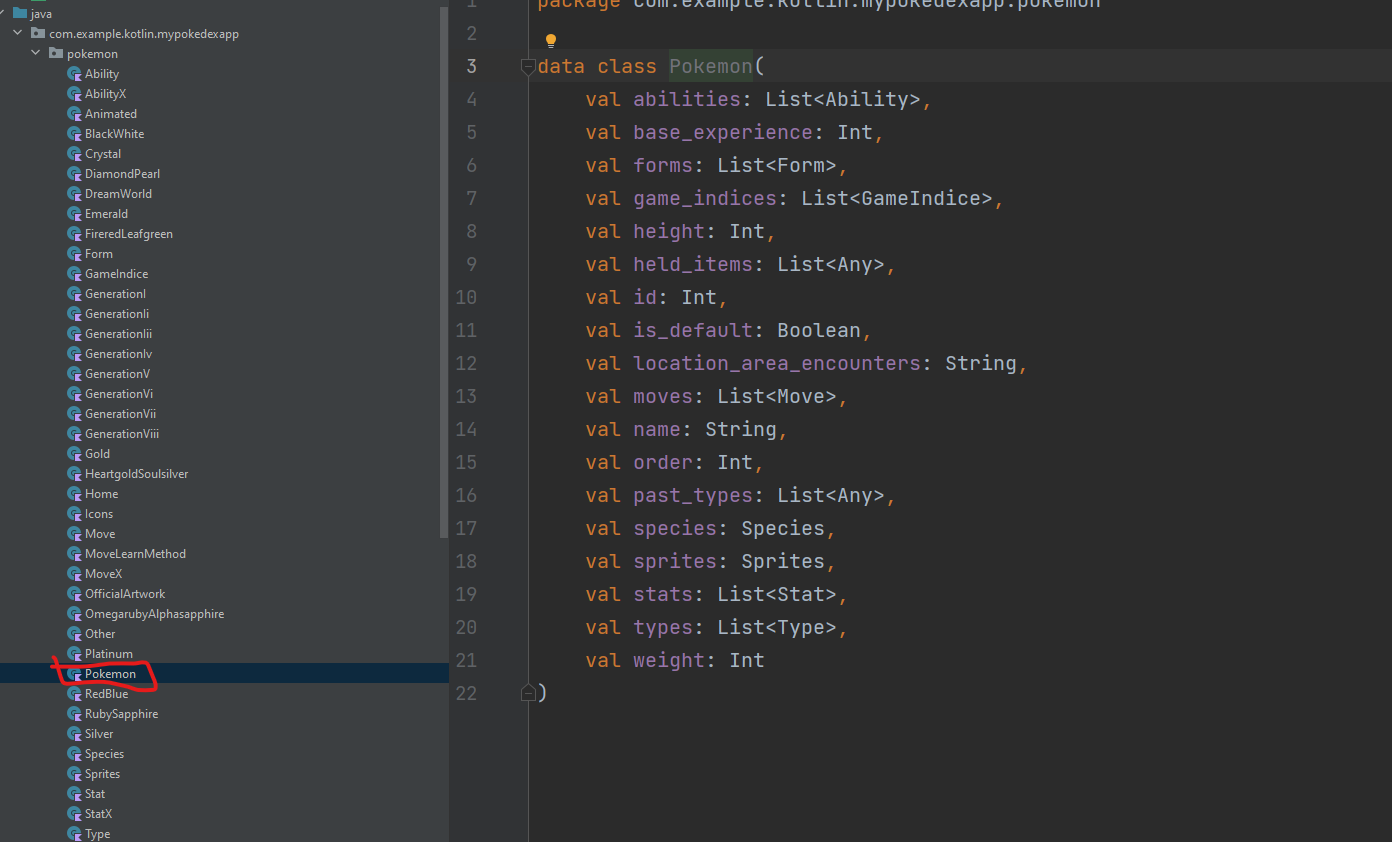 java
com.example.kotlin.mypokedexapp
pokemon
Ability
AbilityX
Animated
BlackWhite
Crystal
DiamondPearl
DreamWorld
Emerald
FireredLeafgreen
Form
GameIndice
GenerationI
GenerationIi
GenerationIii
GenerationIv
GenerationV
GenerationVi
GenerationVii
GenerationViii
Gold
HeartgoldSoulsilver
Home
Icons
Move
MoveLearnMethod
MoveX
OfficialArtwork
OmegarubyAlphasapphire
Other
Platinum
Pokemon
RedBlue
RubySapphire
Silver
Species
Sprites
Stat
StatX
Type
1 package com.example.kotlin.mypokedexapp.pokemon
2
3 data class Pokemon(
4 val abilities: List<Ability>,
5 val base_experience: Int,
6 val forms: List<Form>,
7 val game_indices: List<GameIndice>,
8 val height: Int,
9 val held_items: List<Any>,
10 val id: Int,
11 val is_default: Boolean,
12 val location_area_encounters: String,
13 val moves: List<Move>,
14 val name: String,
15 val order: Int,
16 val past_types: List<Any>,
17 val species: Species,
18 val sprites: Sprites,
19 val stats: List<Stat>,
20 val types: List<Type>,
21 val weight: Int
22 )